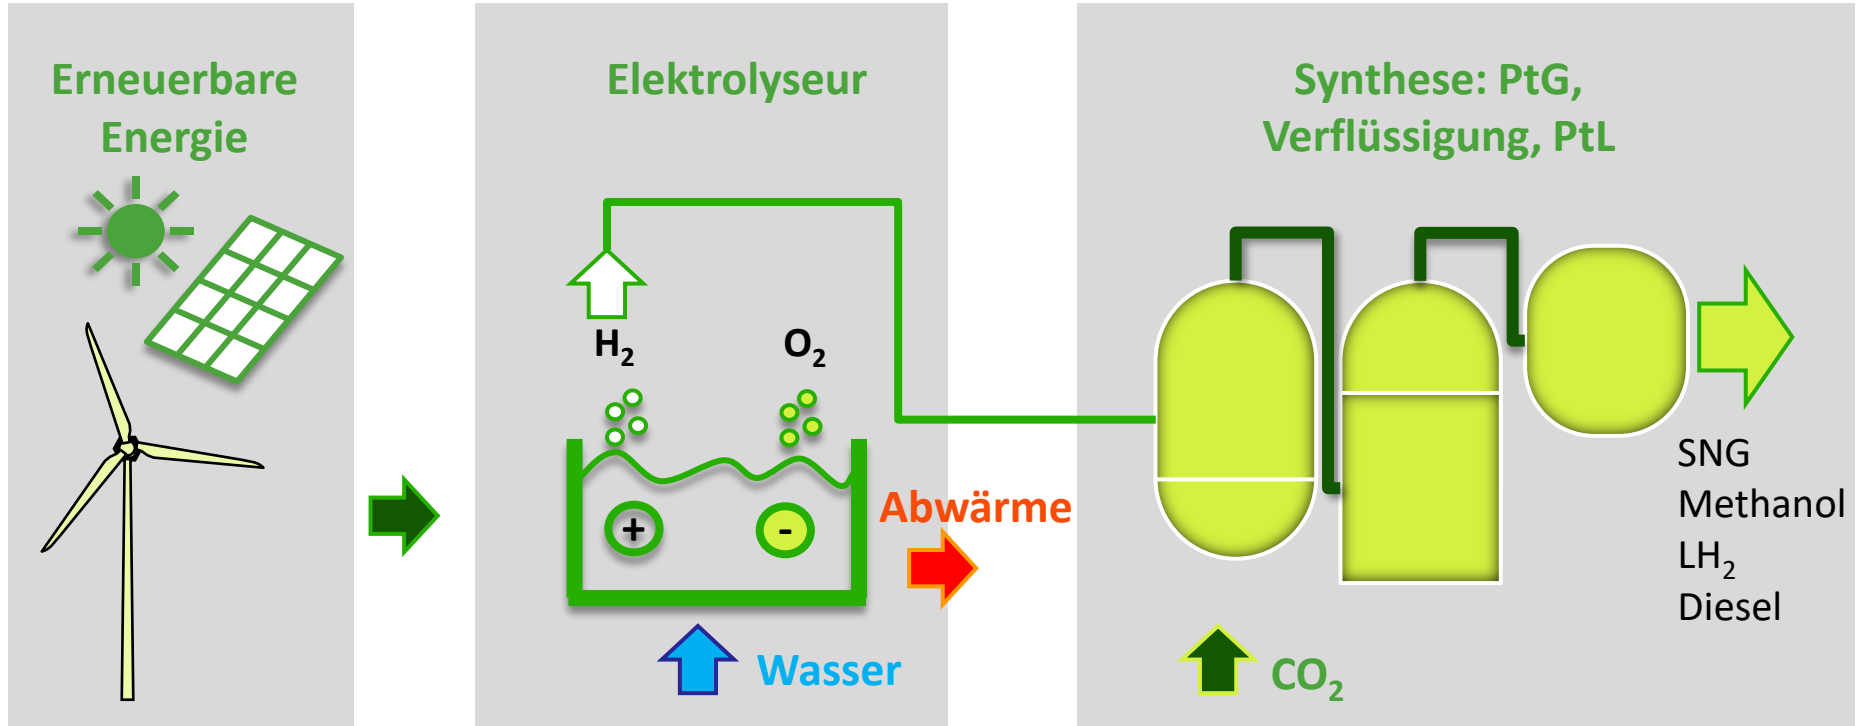 Erneuerbare
Energie
Elektrolyseur
H₂
O₂
+
-
Abwärme
Wasser
Synthese: PtG,
Verflüssigung, PtL
CO₂
SNG
Methanol
LH₂
Diesel